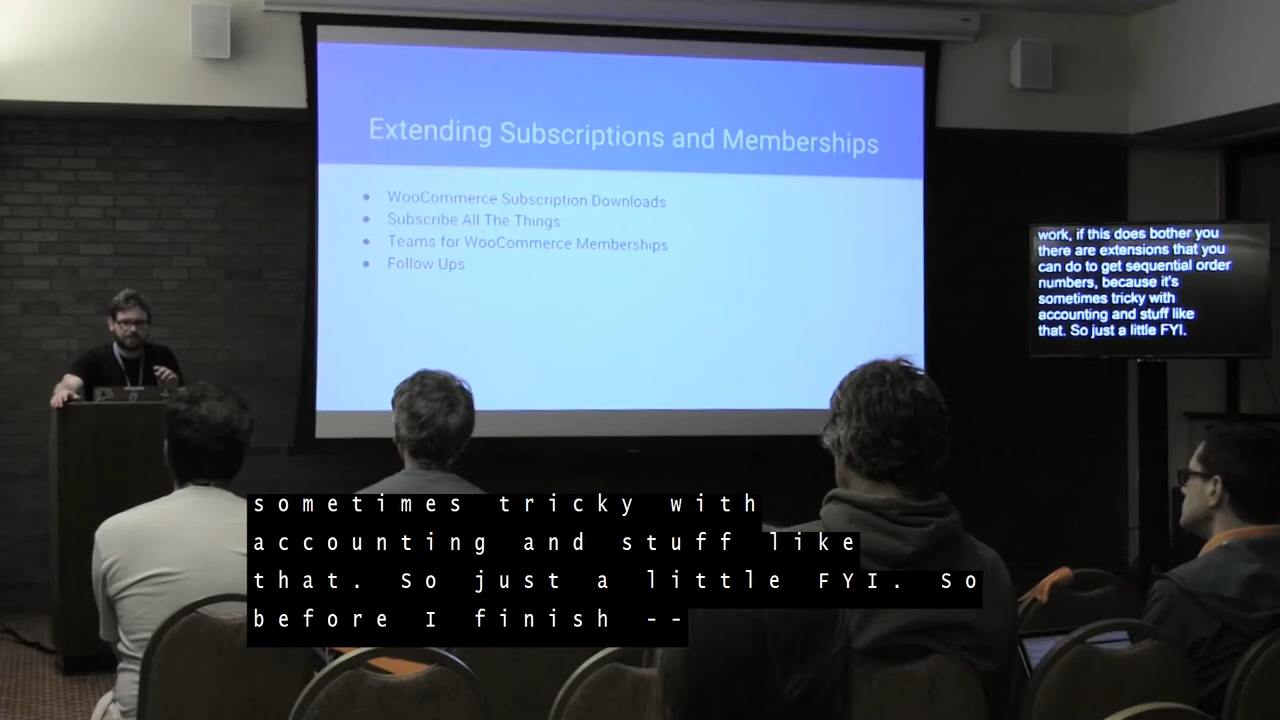 Extending Subscriptions and Memberships
• WooCommerce Subscription Downloads
• Subscribe All The Things
• Teams for WooCommerce Memberships
• Follow Ups
work, if this does bother you
there are extensions that you
can do to get sequential order
numbers, because it's
sometimes tricky with
accounting and stuff like
that. So just a little FYI.
sometimes tricky with
accounting and stuff like
that. So just a little FYI. So
before I finish --